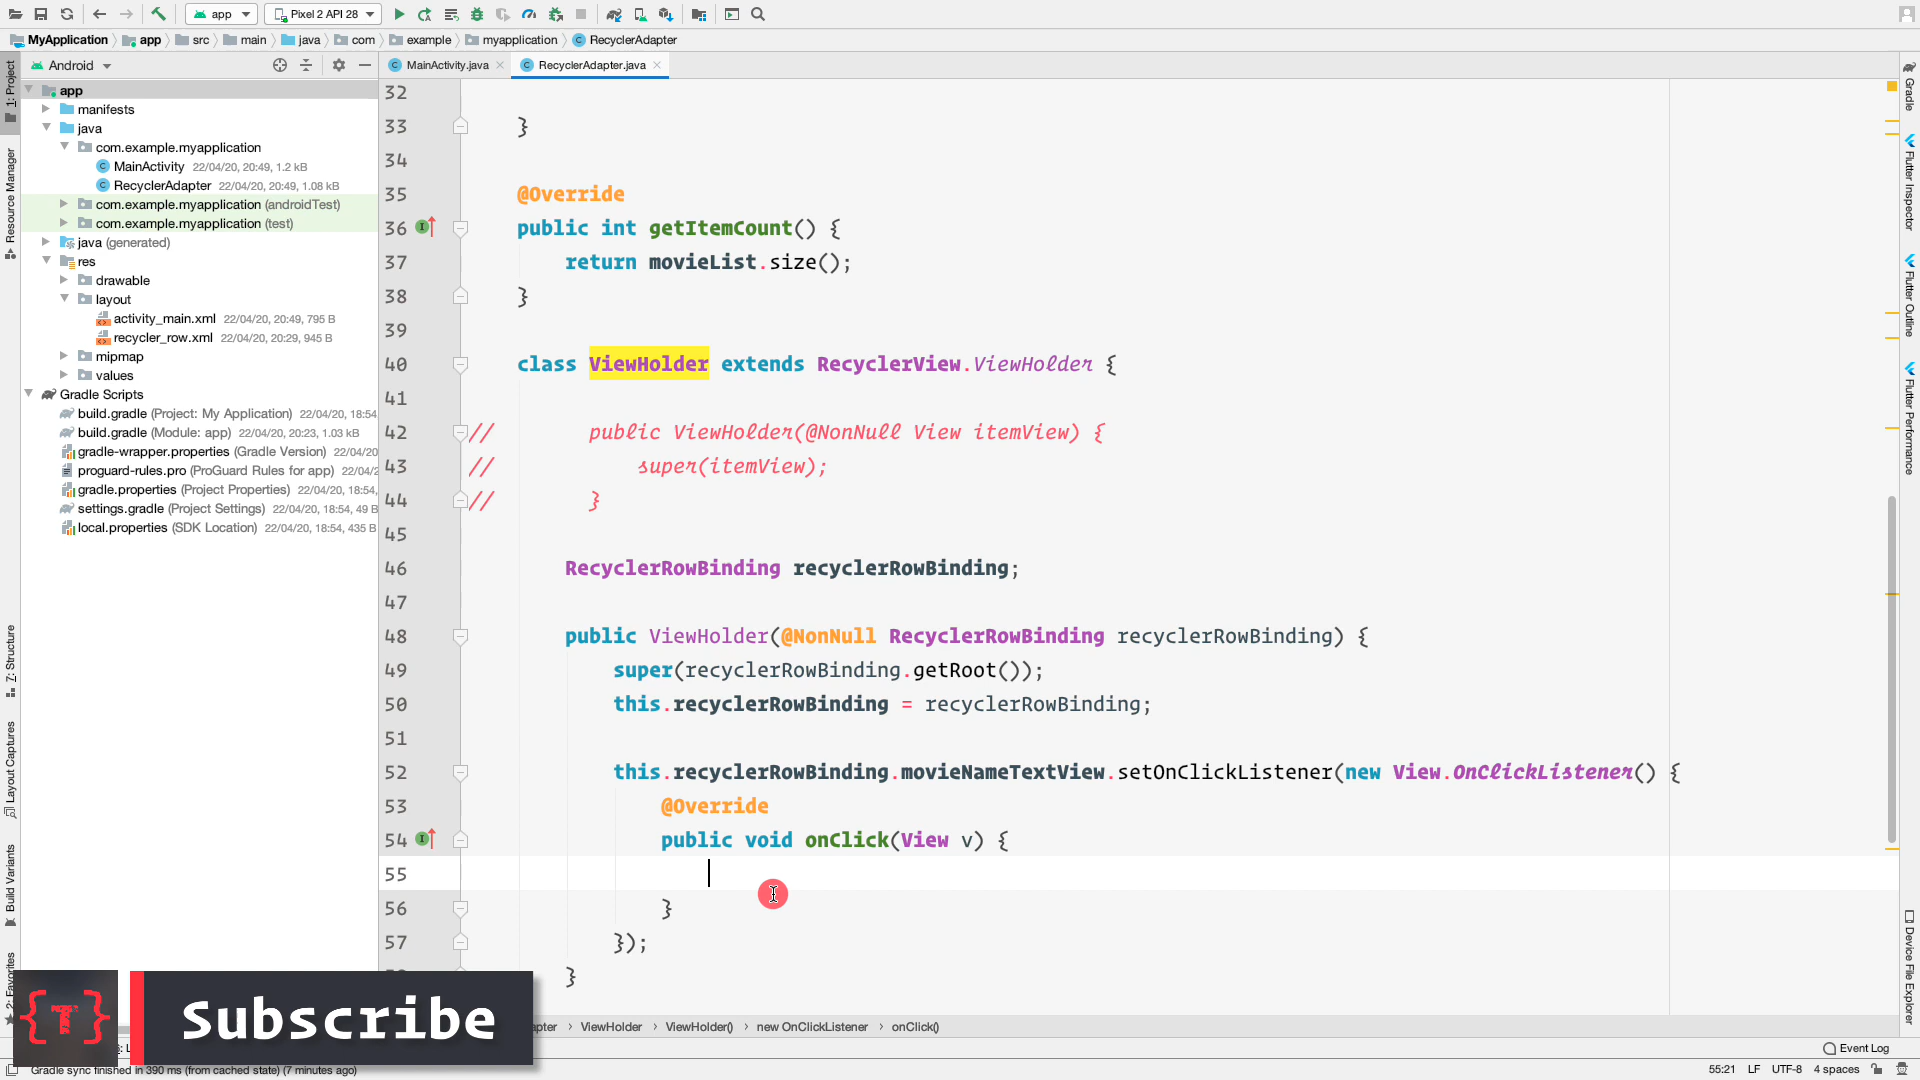 app
Pixel 2 API 28
MyApplication app src main java com example myapplication RecyclerAdapter
Android
MainActivity.java
RecyclerAdapter.java
app
manifests
java
com.example.myapplication
MainActivity 22/04/20, 20:49, 1.2 kB
RecyclerAdapter 22/04/20, 20:49, 1.08 kB
com.example.myapplication (androidTest)
com.example.myapplication (test)
java (generated)
res
drawable
layout
activity_main.xml 22/04/20, 20:49, 795 B
recycler_row.xml 22/04/20, 20:29, 945 B
mipmap
values
Gradle Scripts
build.gradle (Project: My Application) 22/04/20, 18:54
build.gradle (Module: app) 22/04/20, 20:23, 1.03 kB
gradle-wrapper.properties (Gradle Version) 22/04/20
proguard-rules.pro (ProGuard Rules for app) 22/04/2
gradle.properties (Project Properties) 22/04/20, 18:54,
settings.gradle (Project Settings) 22/04/20, 18:54, 49 B
local.properties (SDK Location) 22/04/20, 18:54, 435 B
1: Project
Resource Manager
7: Structure
Layout Captures
Build Variants
2: Favorites
32
33 }
34
35 @Override
36 public int getItemCount() {
37 return movieList.size();
38 }
39
40 class ViewHolder extends RecyclerView.ViewHolder {
41
42 // public ViewHolder(@NonNull View itemView) {
43 // super(itemView);
44 // }
45
46 RecyclerRowBinding recyclerRowBinding;
47
48 public ViewHolder(@NonNull RecyclerRowBinding recyclerRowBinding) {
49 super(recyclerRowBinding.getRoot());
50 this.recyclerRowBinding = recyclerRowBinding;
51
52 this.recyclerRowBinding.movieNameTextView.setOnClickListener(new View.OnClickListener() {
53 @Override
54 public void onClick(View v) {
55
56 }
57 });
}
Gradle
Flutter Inspector
Flutter Outline
Flutter Performance
Device File Explorer
{T}
Subscribe
apter ViewHolder ViewHolder() new OnClickListener onClick()
Event Log
Gradle sync finished in 390 ms (from cached state) (7 minutes ago)
55:21 LF UTF-8 4 spaces